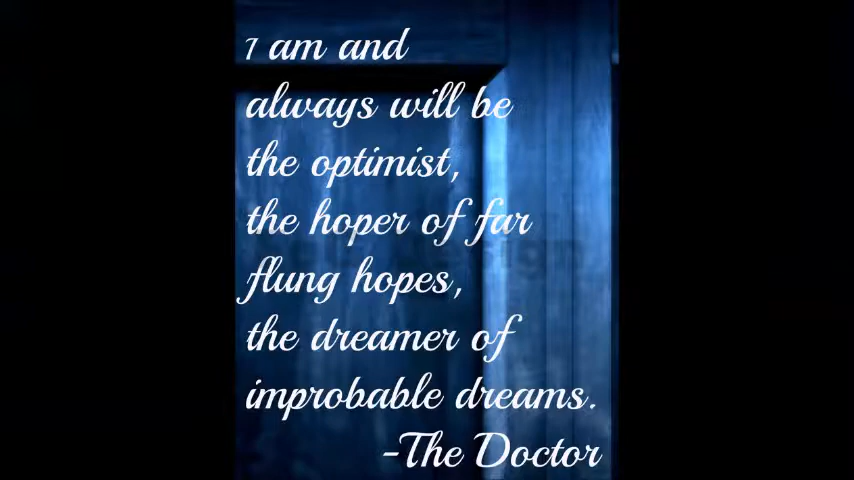 I am and
always will be
the optimist,
the hoper of far
flung hopes,
the dreamer of
improbable dreams.
-The Doctor